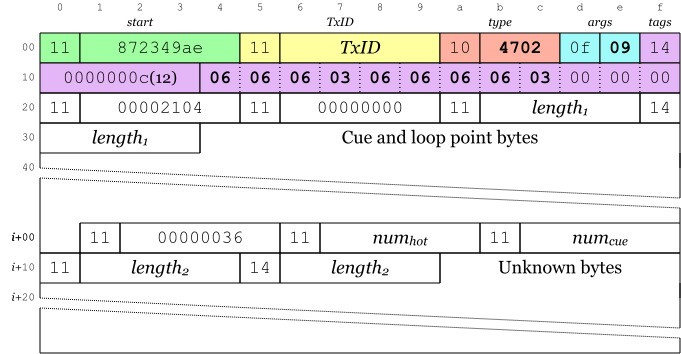 0 1 2 3 4 5 6 7 8 9 a b c d e f
start TxID type args tags
00 11 872349ae 11 TxID 10 4702 0f 09 14
10 0000000c(12) 06 06 06 03 06 06 06 06 03 00 00 00
20 11 00002104 11 00000000 11 length₁ 14
30 length₁ Cue and loop point bytes
40
i+00 11 00000036 11 num_hot 11 num_cue
i+10 11 length₂ 14 length₂ Unknown bytes
i+20